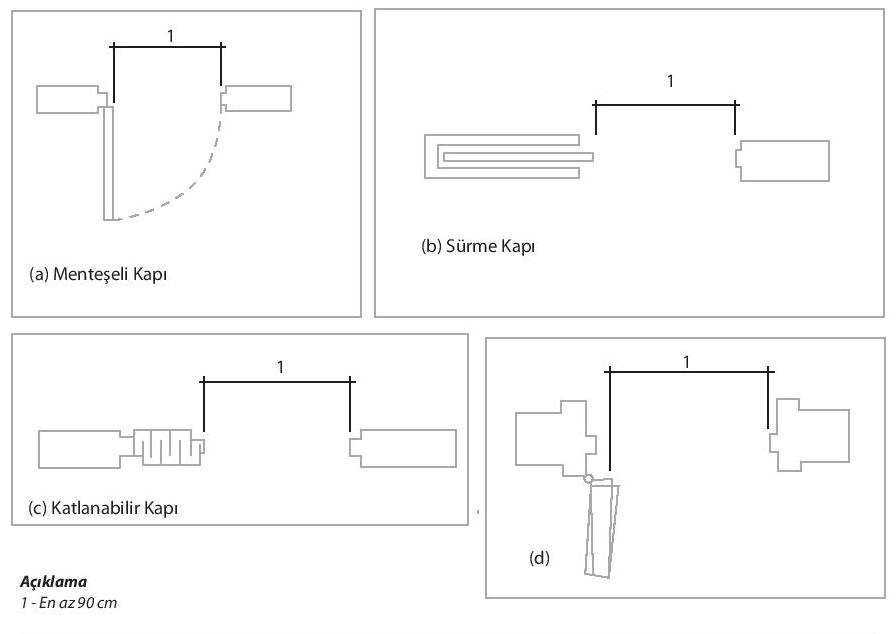 1
1
(b) Sürme Kapı
(a) Menteşeli Kapı
1
1
(c) Katlanabilir Kapı
(d)
Açıklama
1 - En az 90 cm